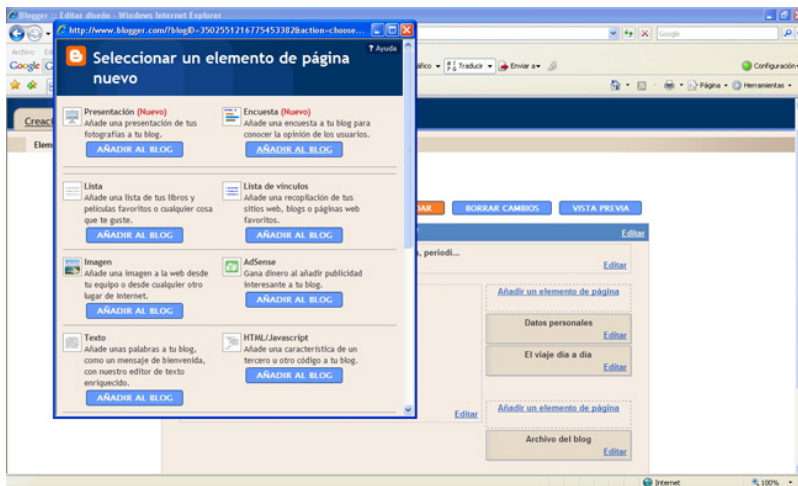 Blogger :: Editar diseño - Windows Internet Explorer
http://www.blogger.com/?blogID=3502551216775453382&action=choose...
Google
Archivo
Google
Traducir
Enviar a
Configuración
Página
Herramientas
Seleccionar un elemento de página
nuevo
Ayuda
Presentación (Nuevo)
Añade una presentación de tus
fotografías a tu blog.
AÑADIR AL BLOG
Encuesta (Nuevo)
Añade una encuesta a tu blog para
conocer la opinión de los usuarios.
AÑADIR AL BLOG
Lista
Añade una lista de tus libros y
películas favoritos o cualquier cosa
que te guste.
AÑADIR AL BLOG
Lista de vínculos
Añade una recopilación de tus
sitios web, blogs o páginas web
favoritos.
AÑADIR AL BLOG
Imagen
Añade una imagen a la web desde
tu equipo o desde cualquier otro
lugar de Internet.
AÑADIR AL BLOG
AdSense
Gana dinero al añadir publicidad
interesante a tu blog.
AÑADIR AL BLOG
Texto
Añade unas palabras a tu blog,
como un mensaje de bienvenida,
con nuestro editor de texto
enriquecido.
AÑADIR AL BLOG
HTML/Javascript
Añade una característica de un
tercero u otro código a tu blog.
AÑADIR AL BLOG
Creaci
Elem
DAR
BORRAR CAMBIOS
VISTA PREVIA
Editar
, periodi...
Editar
Añadir un elemento de página
Datos personales
Editar
El viaje dia a dia
Editar
Editar
Añadir un elemento de página
Archivo del blog
Editar
Internet
100%